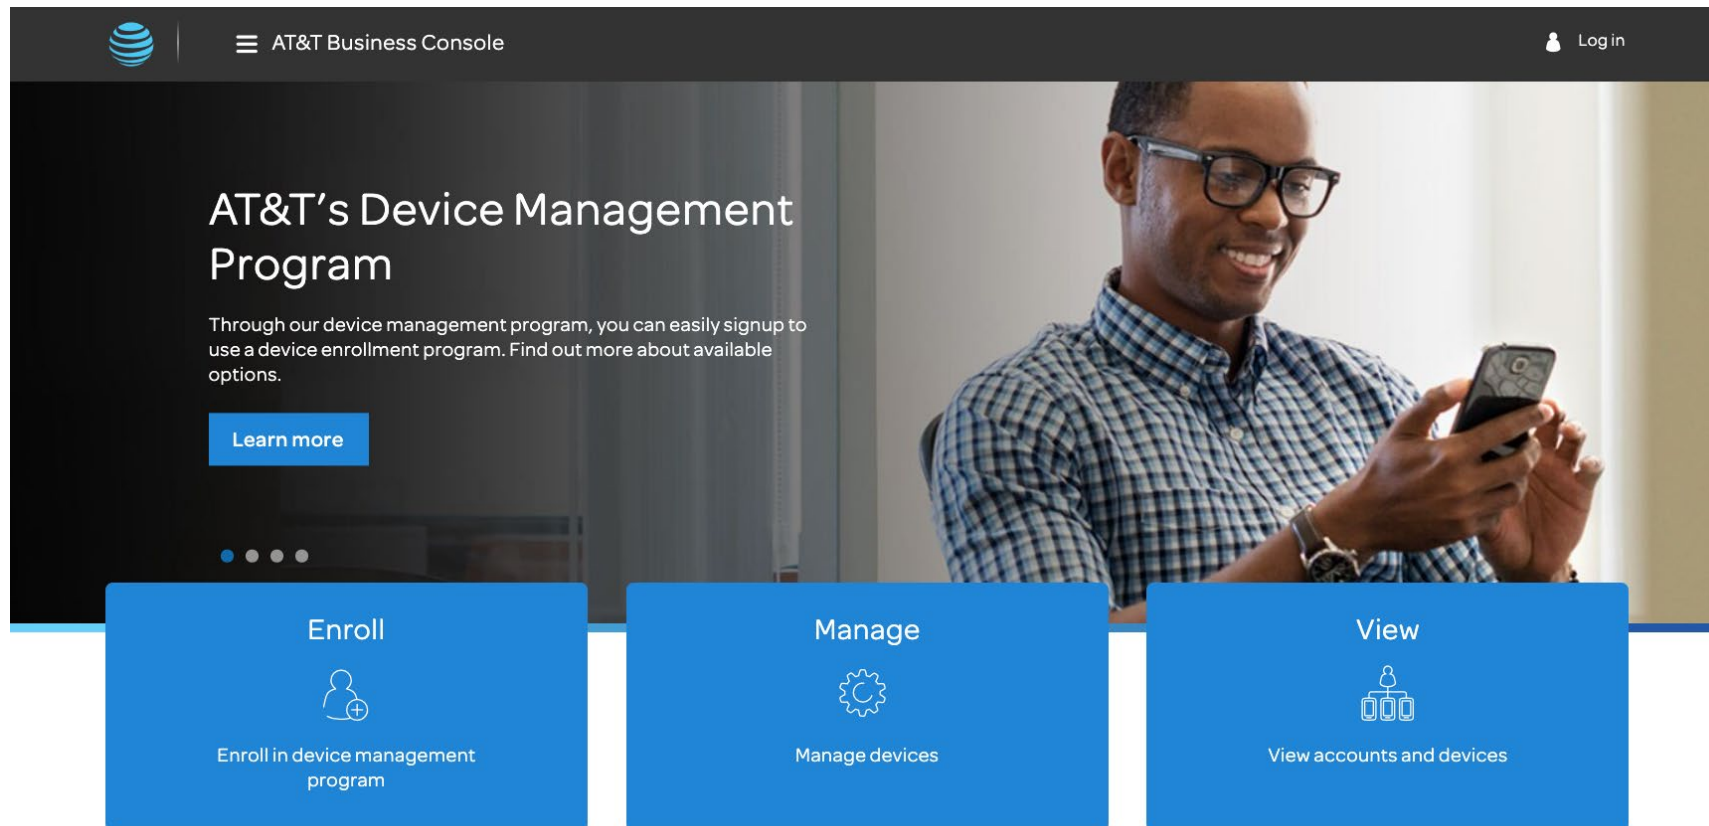 AT&T Business Console
Log in
AT&T's Device Management
Program
Through our device management program, you can easily signup to
use a device enrollment program. Find out more about available
options.
Learn more
Enroll
Enroll in device management
program
Manage
Manage devices
View
View accounts and devices